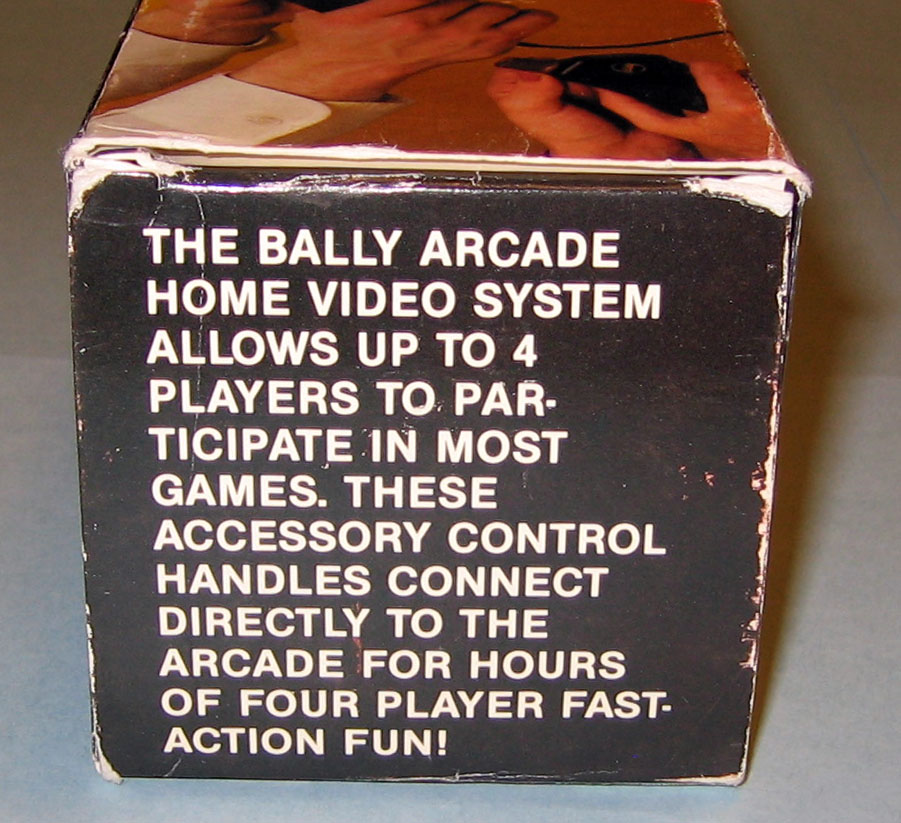 THE BALLY ARCADE
HOME VIDEO SYSTEM
ALLOWS UP TO 4
PLAYERS TO PAR-
TICIPATE IN MOST
GAMES. THESE
ACCESSORY CONTROL
HANDLES CONNECT
DIRECTLY TO THE
ARCADE FOR HOURS
OF FOUR PLAYER FAST-
ACTION FUN!